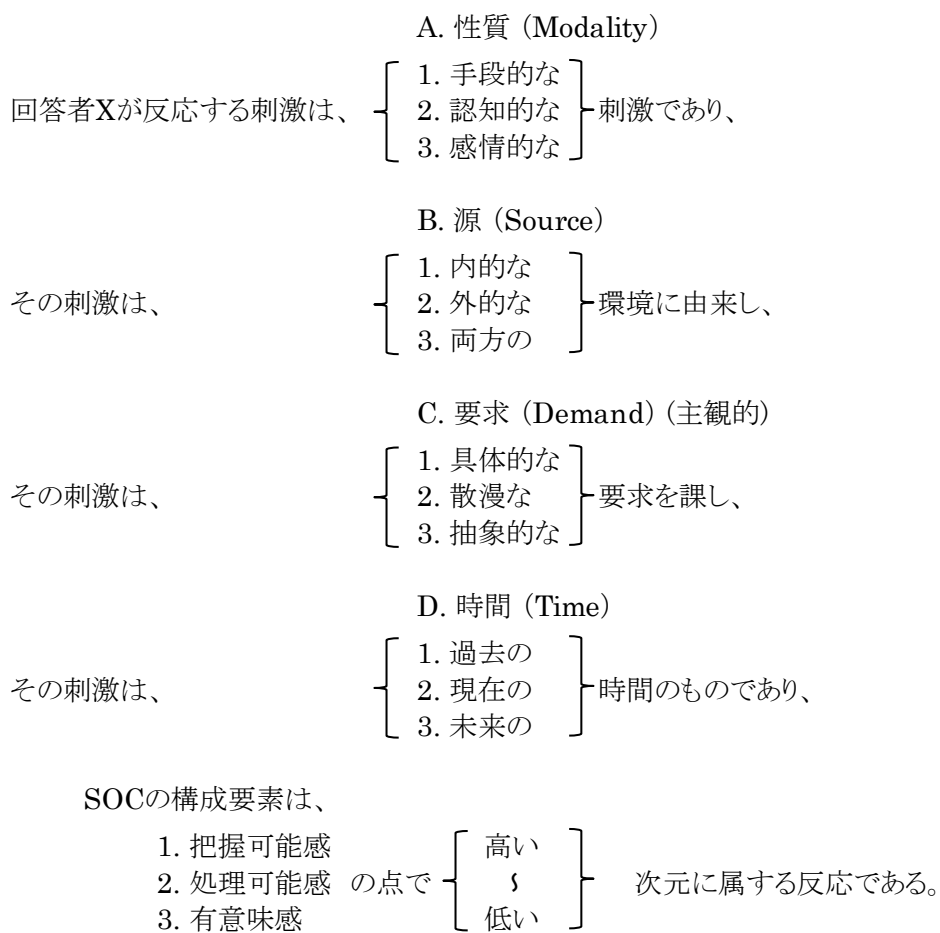 A. 性質 (Modality)
1. 手段的な
回答者Xが反応する刺激は、 2. 認知的な 刺激であり、
3. 感情的な
B. 源 (Source)
1. 内的な
その刺激は、 2. 外的な 環境に由来し、
3. 両方の
C. 要求 (Demand) (主観的)
1. 具体的な
その刺激は、 2. 散漫な 要求を課し、
3. 抽象的な
D. 時間 (Time)
1. 過去の
その刺激は、 2. 現在の 時間のものであり、
3. 未来の
SOCの構成要素は、
1. 把握可能感 高い
2. 処理可能感 の点で 〜 次元に属する反応である。
3. 有意味感 低い